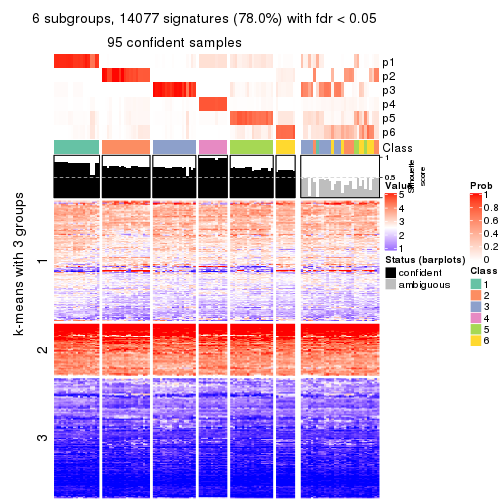 6 subgroups, 14077 signatures (78.0%) with fdr < 0.05
95 confident samples
p1
p2
p3
p4
p5
p6
Class
1
0.5
0
Silhouette
score
k-means with 3 groups
1
2
3
Value
5
4
3
2
1
Status (barplots)
confident
ambiguous
Prob
1
0.8
0.6
0.4
0.2
0
Class
1
2
3
4
5
6